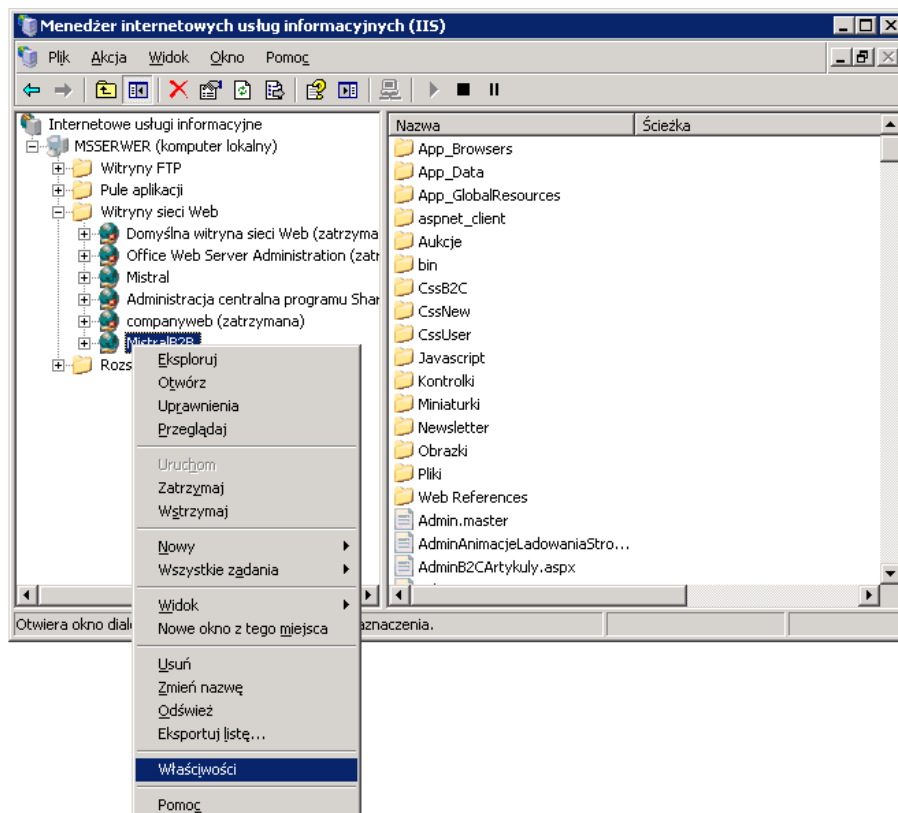 Menedżer internetowych usług informacyjnych (IIS)
Plik Akcja Widok Okno Pomoc
Internetowe usługi informacyjne
MSSERWER (komputer lokalny)
Witryny FTP
Pule aplikacji
Witryny sieci Web
Domyślna witryna sieci Web (zatrzyma
Office Web Server Administration (zatr
Mistral
Administracja centralna programu Shar
companyweb (zatrzymana)
MistralB2B
Rozs
Eksploruj
Otwórz
Uprawnienia
Przeglądaj
Uruchom
Zatrzymaj
Wstrzymaj
Nowy
Wszystkie zadania
Widok
Nowe okno z tego miejsca
Usuń
Zmień nazwę
Odśwież
Eksportuj listę...
Właściwości
Pomoc
Nazwa Ścieżka
App_Browsers
App_Data
App_GlobalResources
aspnet_client
Aukcje
bin
CssB2C
CssNew
CssUser
Javascript
Kontrolki
Miniaturki
Newsletter
Obrazki
Pliki
Web References
Admin.master
AdminAnimacjeLadowaniaStro...
AdminB2CArtykuly.aspx
Otwiera okno dial aznaczenia.